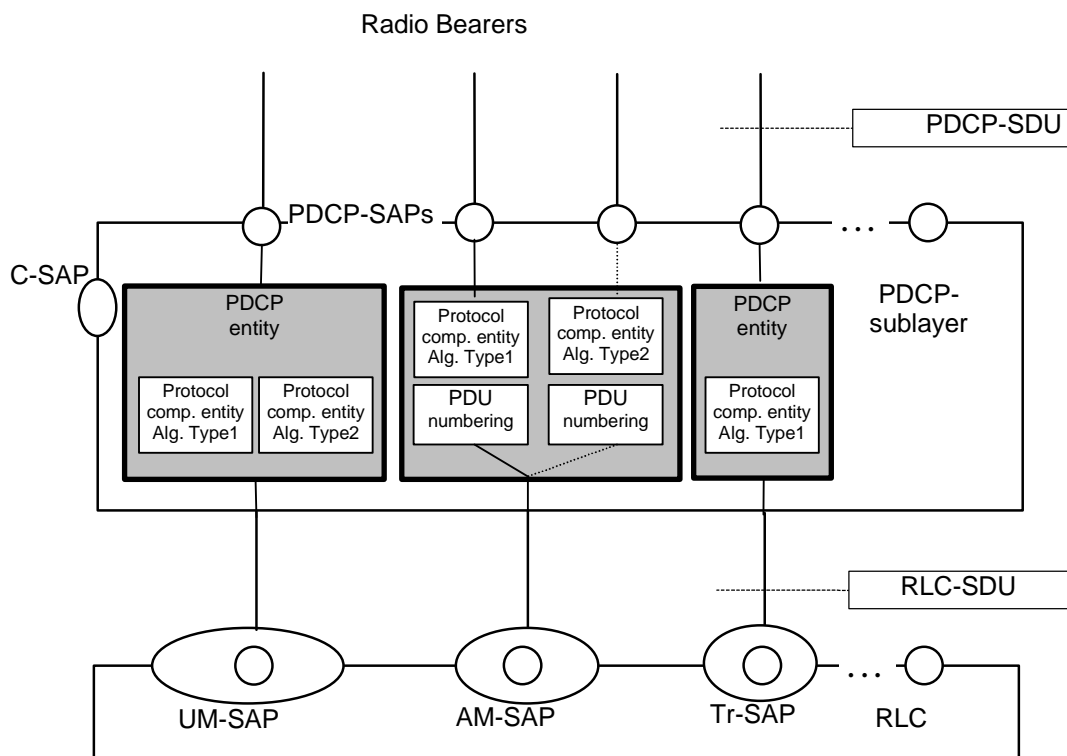 Radio Bearers
PDCP-SDU
PDCP-SAPs
...
C-SAP
PDCP
entity
Protocol
comp. entity
Alg. Type1
Protocol
comp. entity
Alg. Type2
Protocol
comp. entity
Alg. Type1
PDU
numbering
Protocol
comp. entity
Alg. Type2
PDU
numbering
PDCP
entity
Protocol
comp. entity
Alg. Type1
PDCP-
sublayer
RLC-SDU
...
UM-SAP
AM-SAP
Tr-SAP
RLC